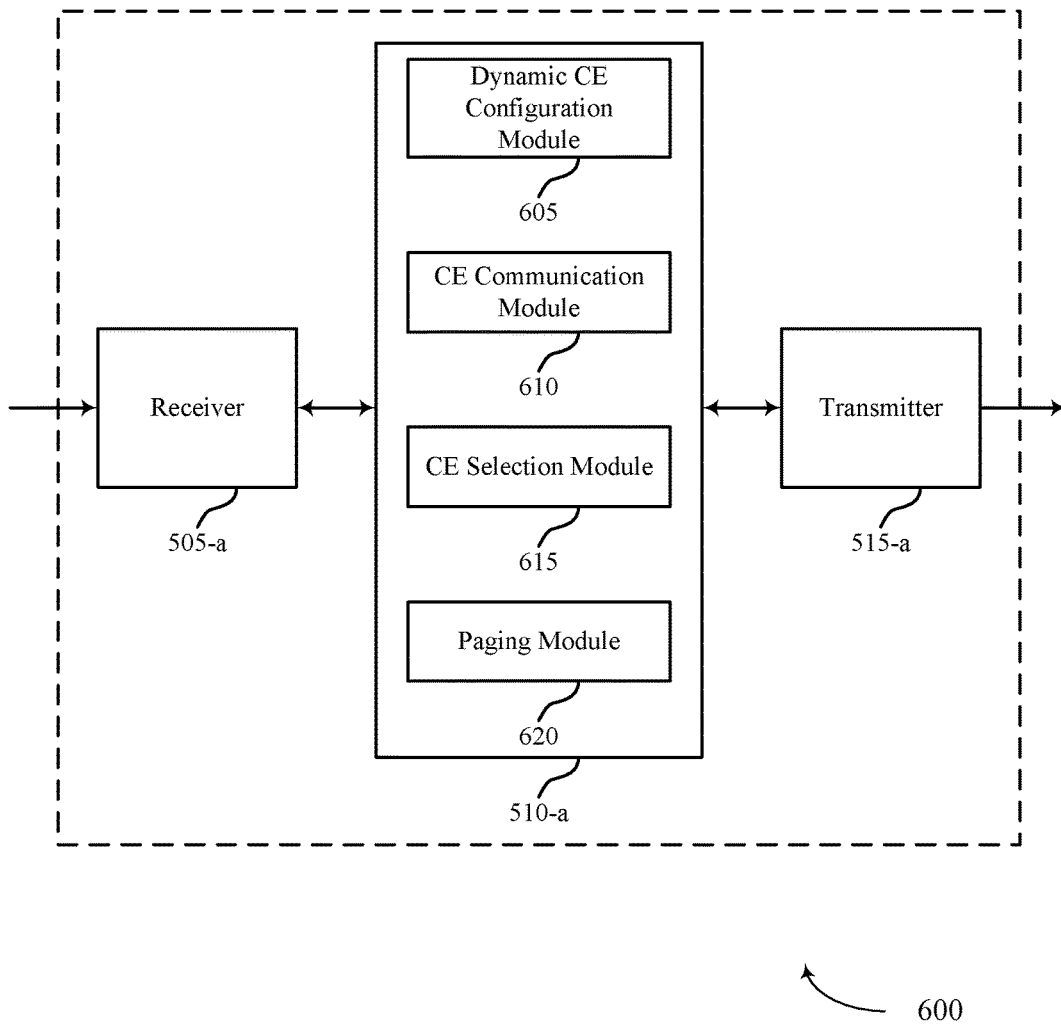 Dynamic CE
Configuration
Module
605
CE Communication
Module
610
Receiver
505-a
CE Selection Module
615
Transmitter
515-a
Paging Module
620
510-a
600